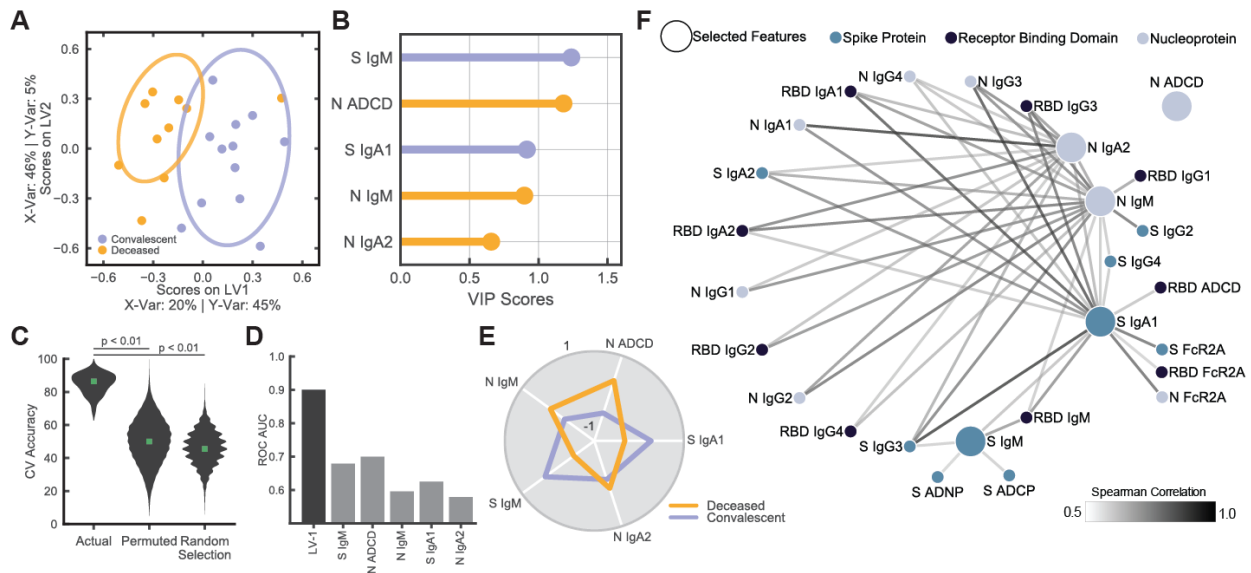 A
0.6
0.3
0.0
−0.3
−0.6
X-Var: 46% | Y-Var: 5%
Scores on LV2
Convalescent
Deceased
−0.6
−0.3
0.0
0.3
0.6
Scores on LV1
X-Var: 20% | Y-Var: 45%
B
S IgM
N ADCD
S IgA1
N IgM
N IgA2
0.0
0.5
1.0
1.5
VIP Scores
C
p < 0.01
p < 0.01
100
80
60
40
20
0
CV Accuracy
Actual
Permuted
Random
Selection
D
0.9
0.8
0.7
0.6
ROC AUC
LV-1
S IgM
N ADCD
N IgM
S IgA1
N IgA2
E
1
N ADCD
N IgM
-1
S IgA1
S IgM
N IgA2
Deceased
Convalescent
F
Selected Features
Spike Protein
Receptor Binding Domain
Nucleoprotein
N IgG4
N IgG3
N ADCD
RBD IgA1
RBD IgG3
N IgA1
N IgA2
S IgA2
RBD IgG1
N IgM
RBD IgA2
S IgG2
S IgG4
N IgG1
RBD ADCD
S IgA1
RBD IgG2
S FcR2A
RBD FcR2A
N IgG2
N FcR2A
RBD IgG4
RBD IgM
S IgG3
S IgM
S ADNP
S ADCP
Spearman Correlation
0.5
1.0